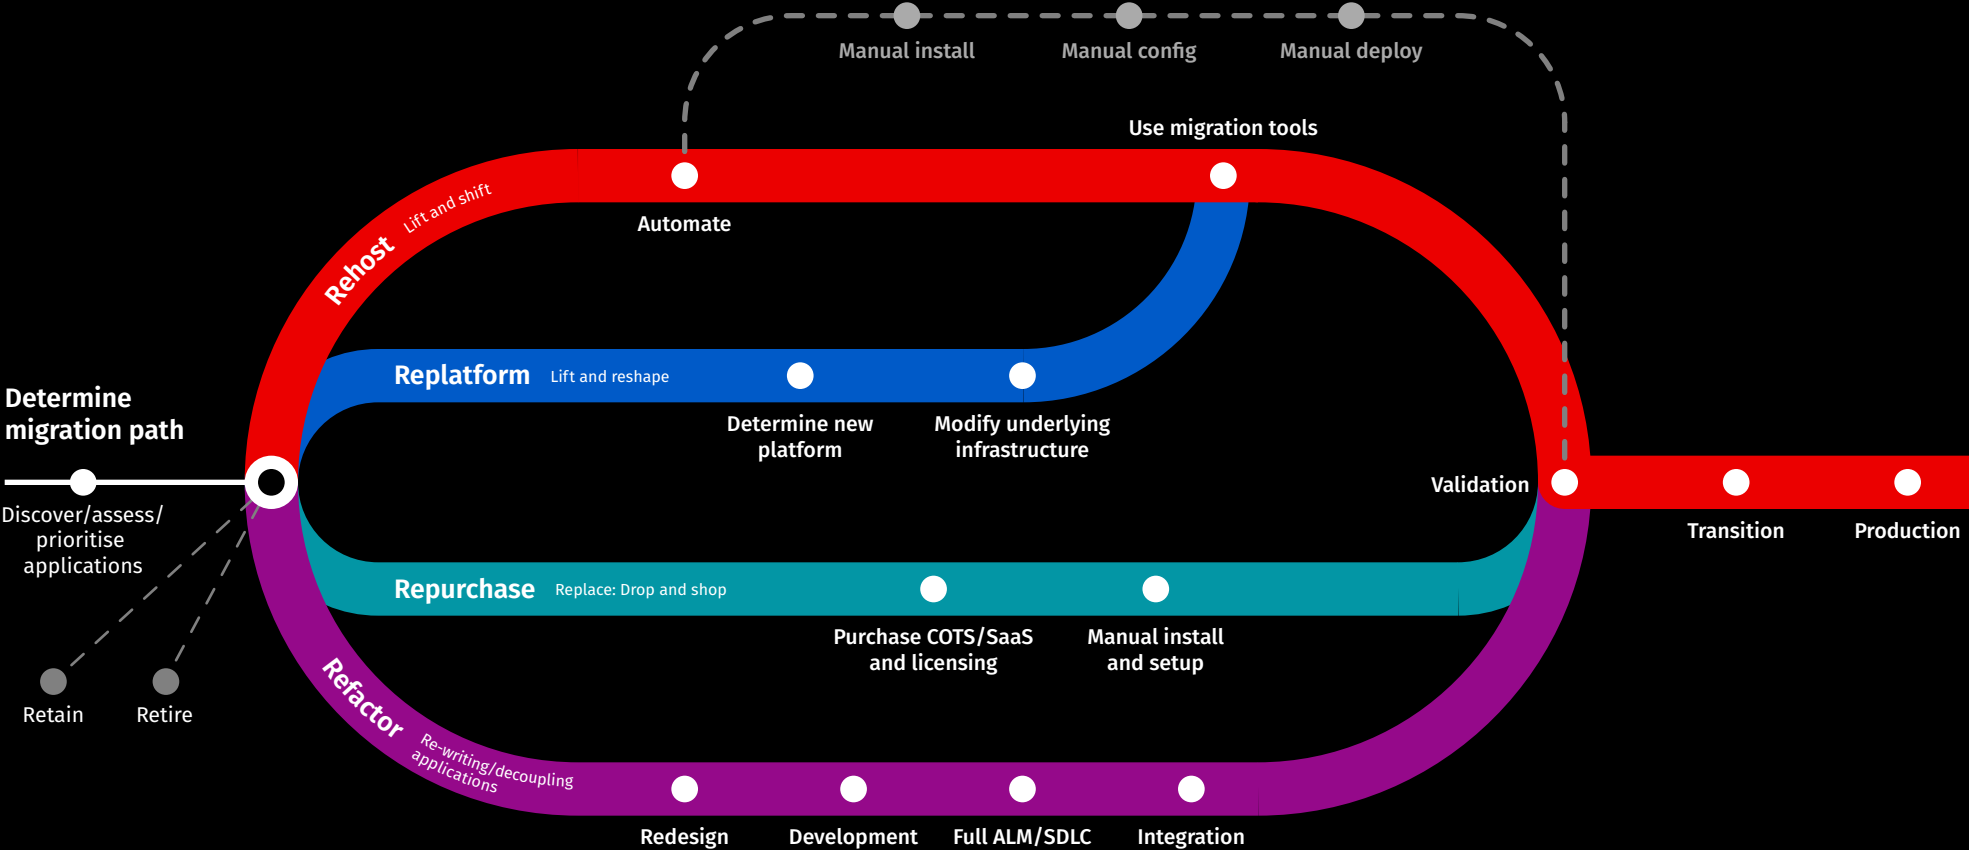 Manual install
Manual config
Manual deploy
Use migration tools
Rehost
Lift and shift
Automate
Replatform
Lift and reshape
Determine new
platform
Modify underlying
infrastructure
Determine
migration path
Discover/assess/
prioritise
applications
Retain
Retire
Validation
Transition
Production
Repurchase
Replace: Drop and shop
Purchase COTS/SaaS
and licensing
Manual install
and setup
Refactor
Re-writing/decoupling
applications
Redesign
Development
Full ALM/SDLC
Integration